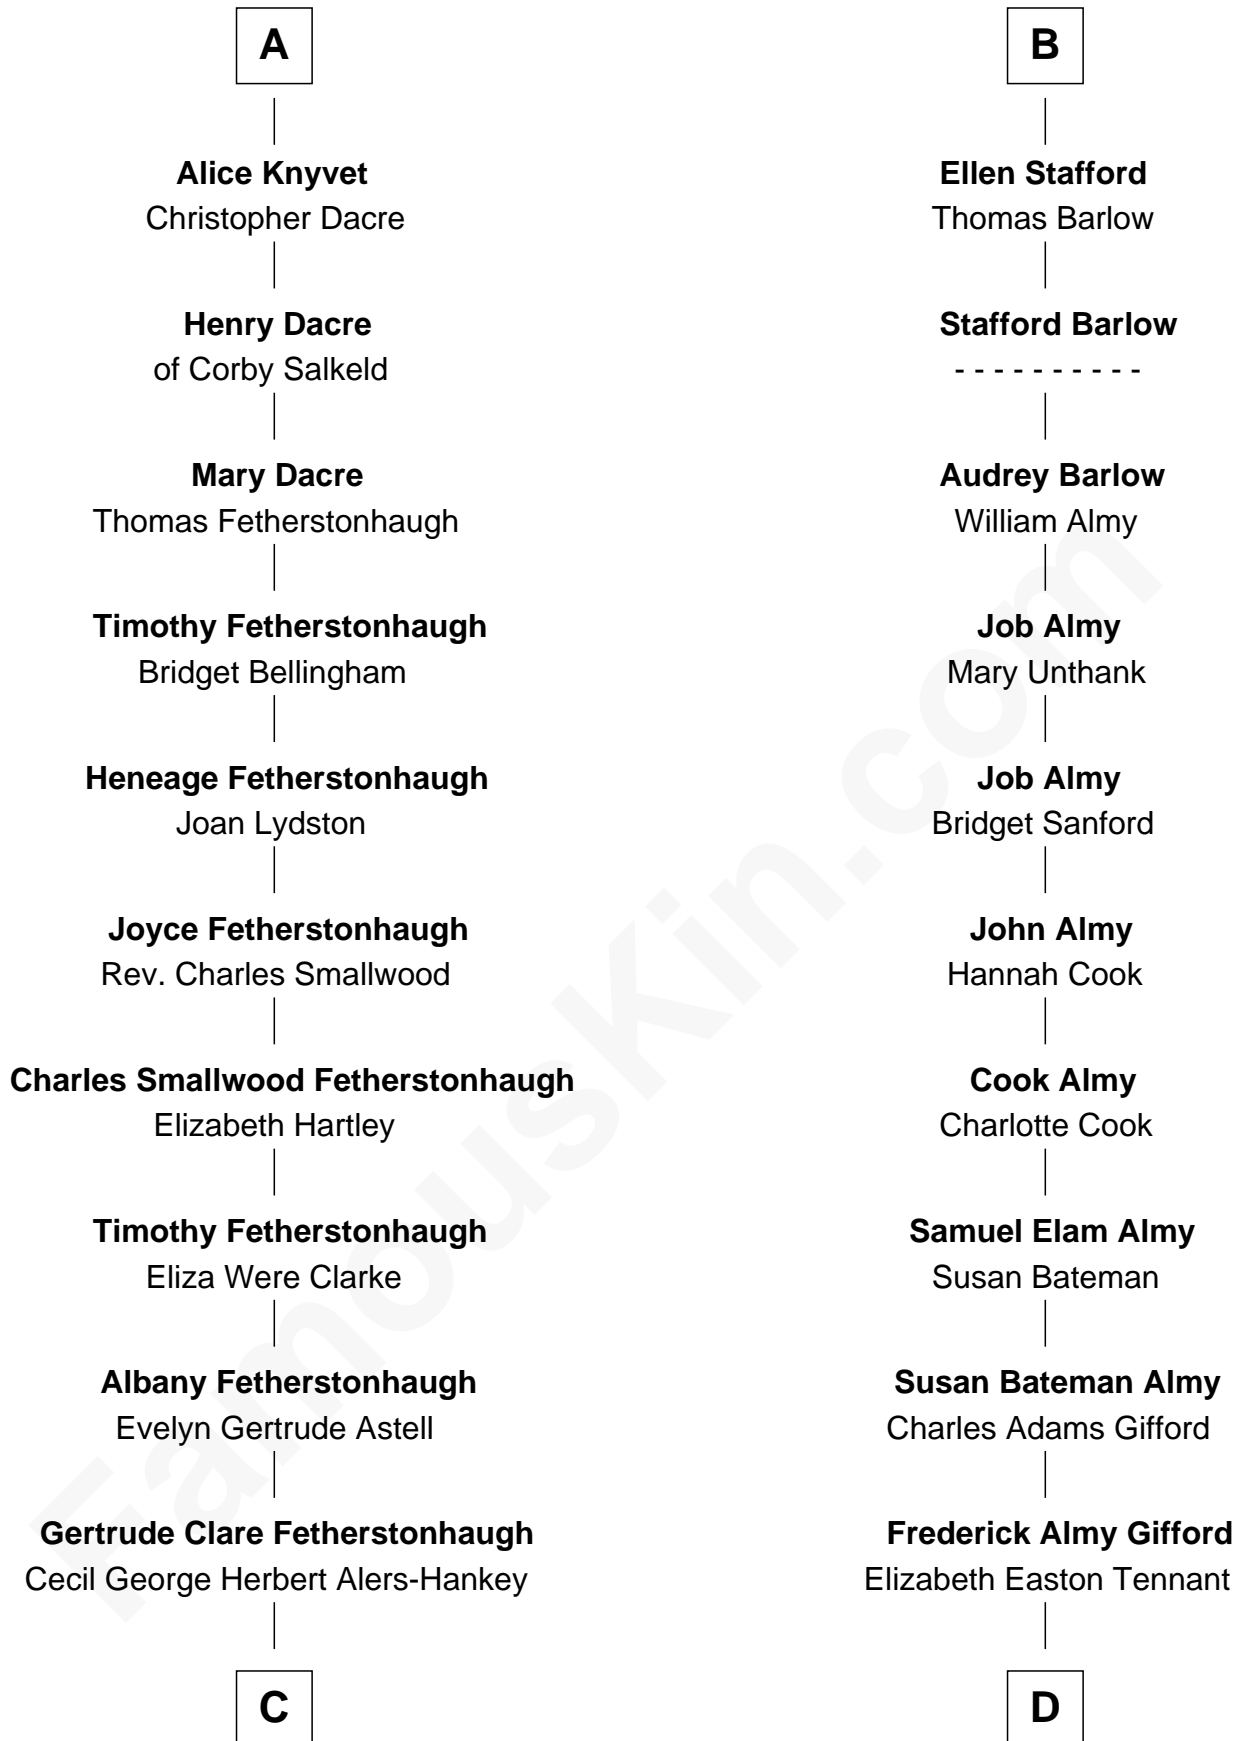 A
Alice Knyvet
Christopher Dacre
Henry Dacre
of Corby Salkeld
Mary Dacre
Thomas Fetherstonhaugh
Timothy Fetherstonhaugh
Bridget Bellingham
Heneage Fetherstonhaugh
Joan Lydston
Joyce Fetherstonhaugh
Rev. Charles Smallwood
Charles Smallwood Fetherstonhaugh
Elizabeth Hartley
Timothy Fetherstonhaugh
Eliza Were Clarke
Albany Fetherstonhaugh
Evelyn Gertrude Astell
Gertrude Clare Fetherstonhaugh
Cecil George Herbert Alers-Hankey
C
B
Ellen Stafford
Thomas Barlow
Stafford Barlow
- - - - - - - - - -
Audrey Barlow
William Almy
Job Almy
Mary Unthank
Job Almy
Bridget Sanford
John Almy
Hannah Cook
Cook Almy
Charlotte Cook
Samuel Elam Almy
Susan Bateman
Susan Bateman Almy
Charles Adams Gifford
Frederick Almy Gifford
Elizabeth Easton Tennant
D
FamousKin.com